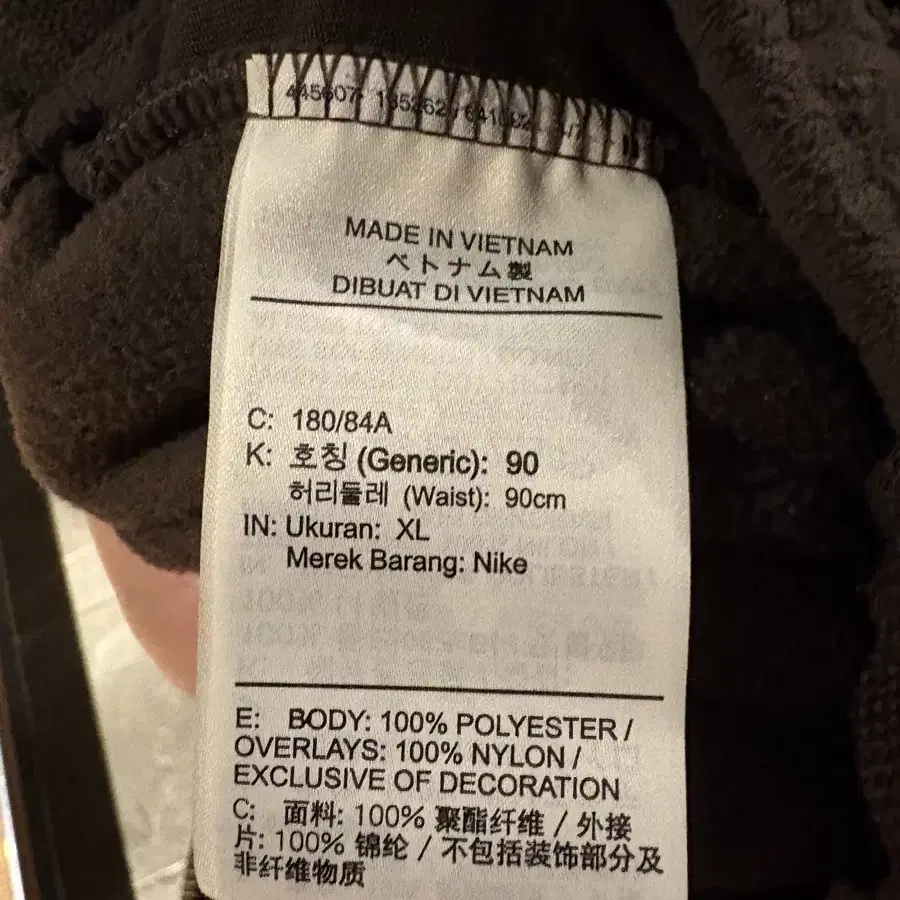 MADE IN VIETNAM
ベトナム製
DIBUAT DI VIETNAM
C: 180/84A
K: 호칭 (Generic): 90
허리둘레 (Waist): 90cm
IN: Ukuran: XL
Merek Barang: Nike
E: BODY: 100% POLYESTER /
OVERLAYS: 100% NYLON /
EXCLUSIVE OF DECORATION
C: 面料: 100% 聚酯纤维 / 外接
片: 100% 锦纶 / 不包括装饰部分及
非纤维物质